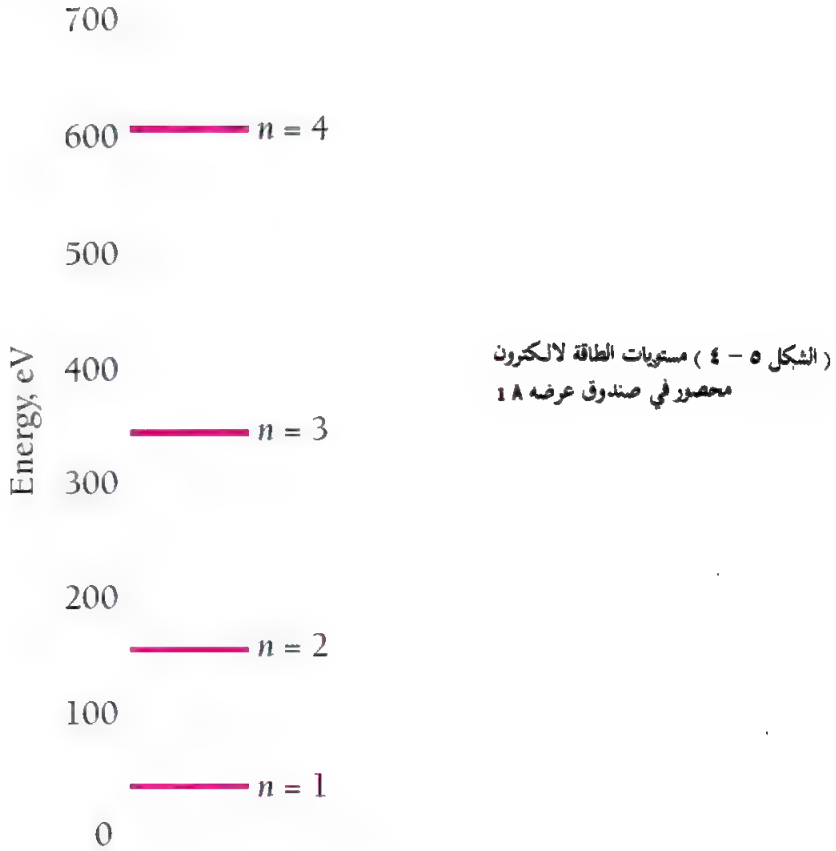 700
600 n = 4
500
Energy, eV
400
( الشكل ٥ – ٤ ) مستويات الطاقة لالكترون
محصور في صندوق عرضه 1 A
n = 3
300
200
n = 2
100
n = 1
0